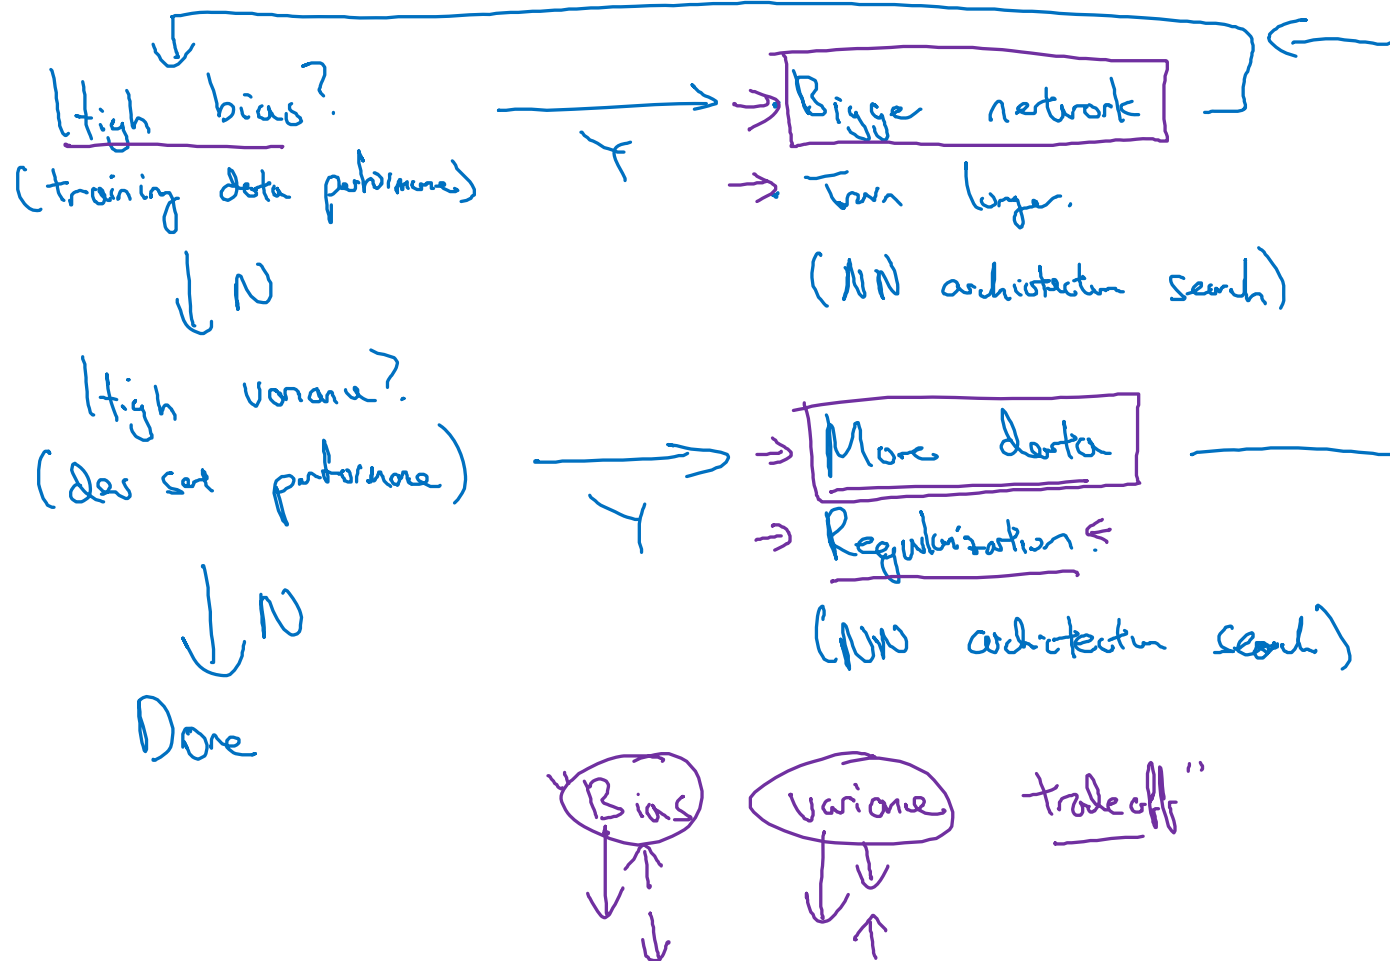 High bias?
(training data performance)
Y
Bigge network
Train longer.
(NN architecture search)
N
High variance?
(dev set performance)
Y
More data
Regularization.
(NN architecture search)
N
Done
"Bias variance tradeoff"